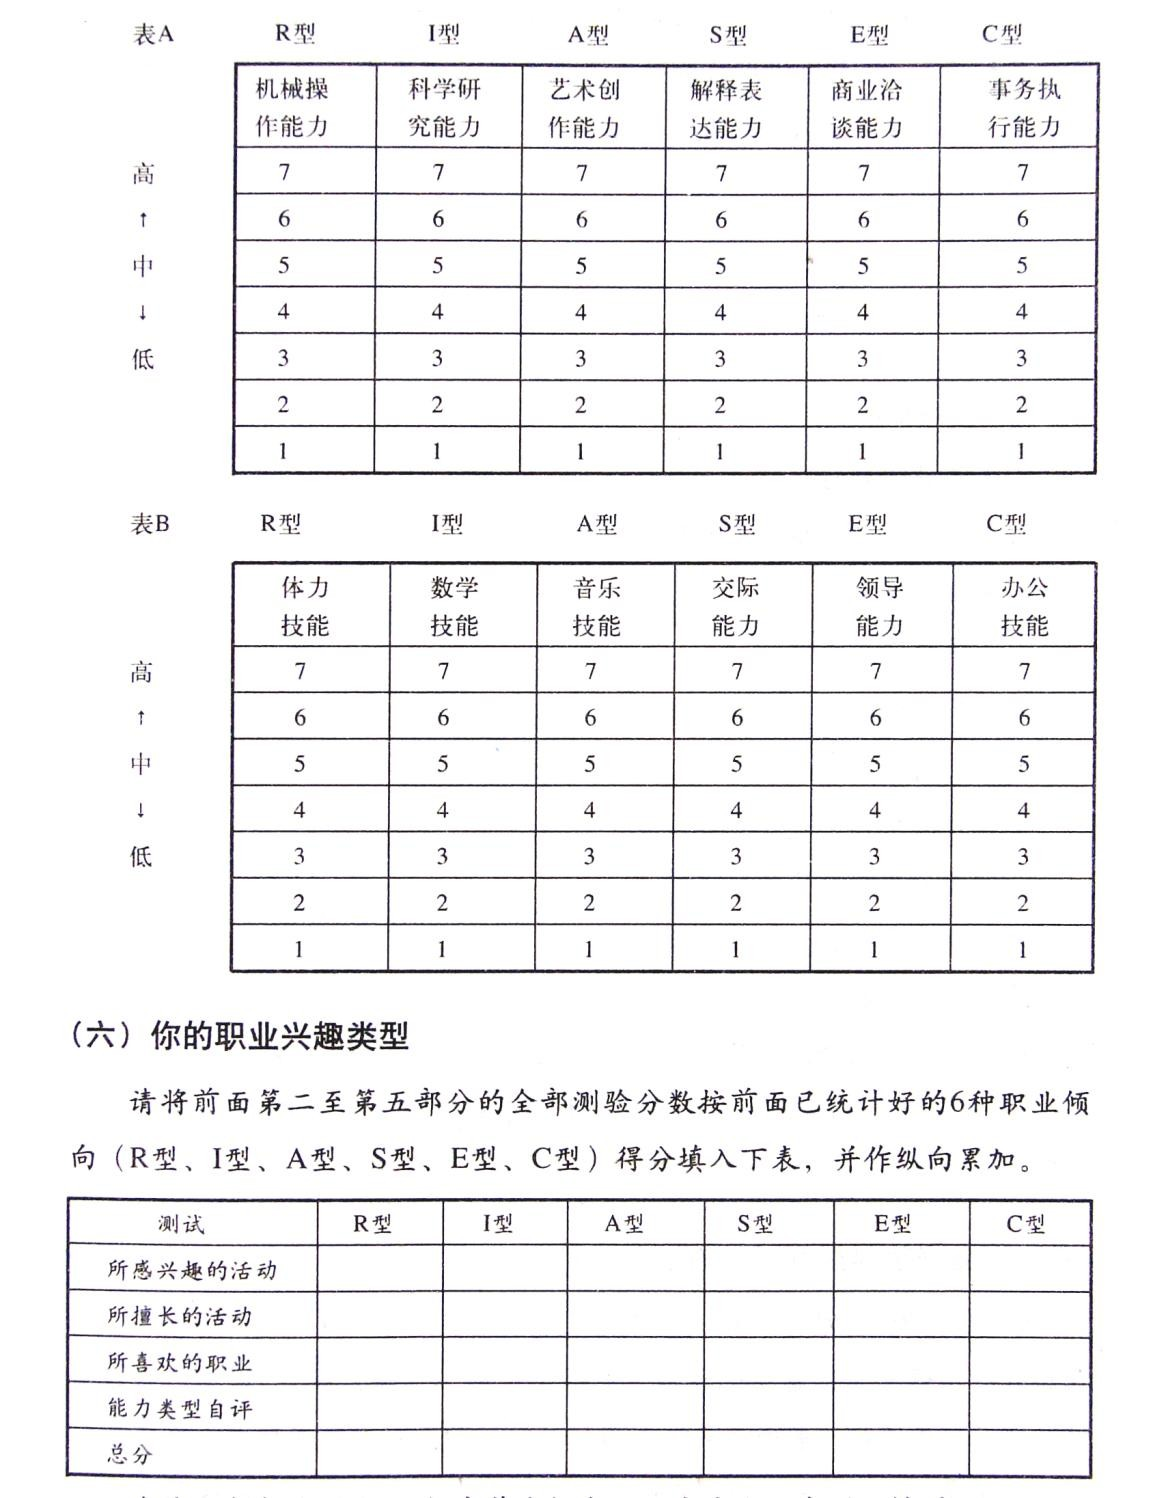 表A R型 I型 A型 S型 E型 C型
机械操 科学研 艺术创 解释表 商业洽 事务执
作能力 究能力 作能力 达能力 谈能力 行能力
高 7 7 7 7 7 7
↑ 6 6 6 6 6 6
中 5 5 5 5 5 5
↓ 4 4 4 4 4 4
低 3 3 3 3 3 3
2 2 2 2 2 2
1 1 1 1 1 1
表B R型 I型 A型 S型 E型 C型
体力 数学 音乐 交际 领导 办公
技能 技能 技能 能力 能力 技能
高 7 7 7 7 7 7
↑ 6 6 6 6 6 6
中 5 5 5 5 5 5
↓ 4 4 4 4 4 4
低 3 3 3 3 3 3
2 2 2 2 2 2
1 1 1 1 1 1
（六）你的职业兴趣类型
请将前面第二至第五部分的全部测验分数按前面已统计好的6种职业倾
向（R型、I型、A型、S型、E型、C型）得分填入下表，并作纵向累加。
测试 R型 I型 A型 S型 E型 C型
所感兴趣的活动
所擅长的活动
所喜欢的职业
能力类型自评
总分